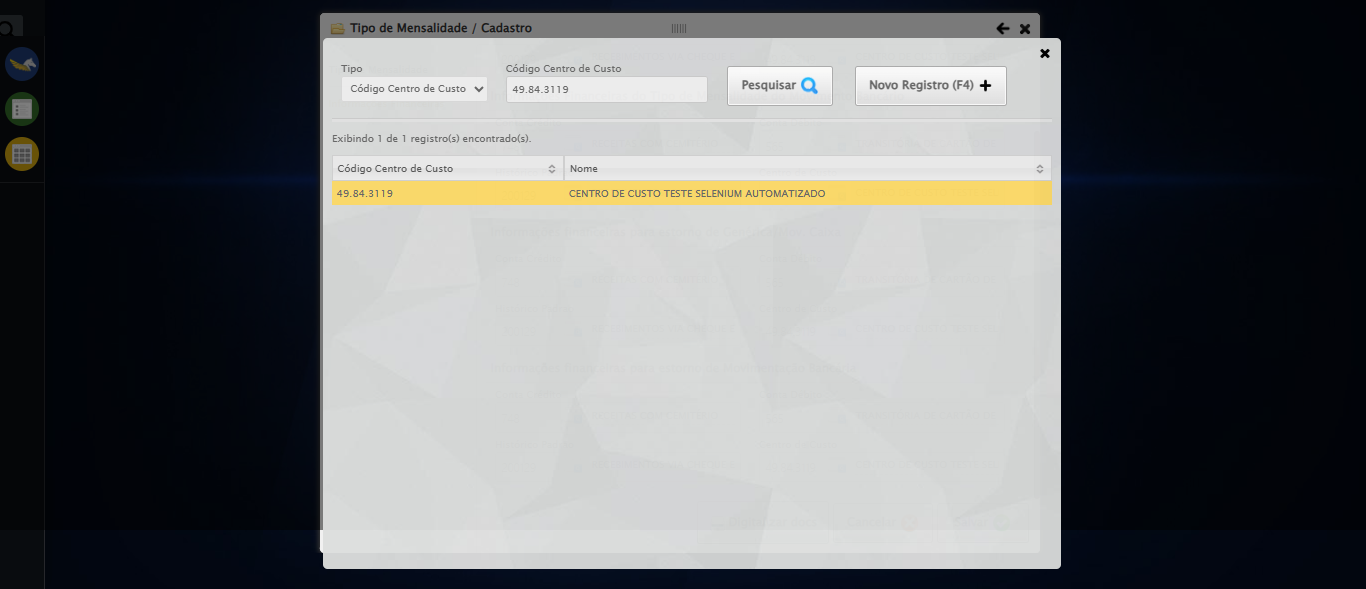 Tipo de Mensalidade / Cadastro
Tipo
Código Centro de Custo
Código Centro de Custo
49.84.3119
Pesquisar
Novo Registro (F4)
Exibindo 1 de 1 registro(s) encontrado(s).
Código Centro de Custo
Nome
49.84.3119
CENTRO DE CUSTO TESTE SELENIUM AUTOMATIZADO